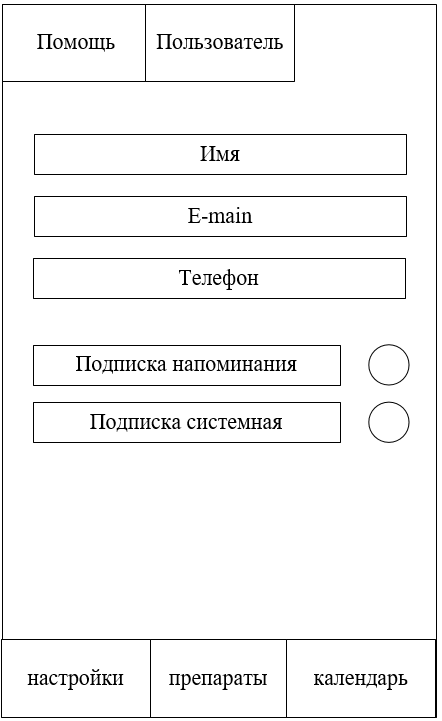 Помощь Пользователь
Имя
E-main
Телефон
Подписка напоминания
Подписка системная
настройки препараты календарь